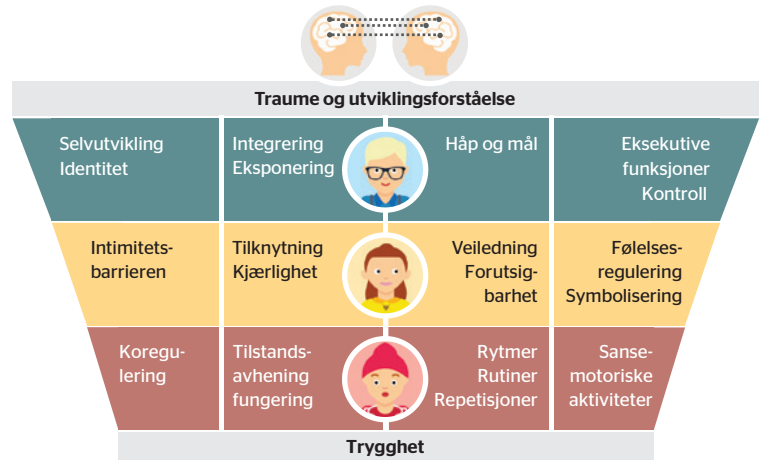 Traume og utviklingsforståelse
Selvutvikling
Identitet
Integrering
Eksponering
Håp og mål
Eksekutive
funksjoner
Kontroll
Intimitets-
barrieren
Tilknytning
Kjærlighet
Veiledning
Forutsig-
barhet
Følelses-
regulering
Symbolisering
Koregu-
lering
Tilstands-
avhening
fungering
Rytmer
Rutiner
Repetisjoner
Sanse-
motoriske
aktiviteter
Trygghet